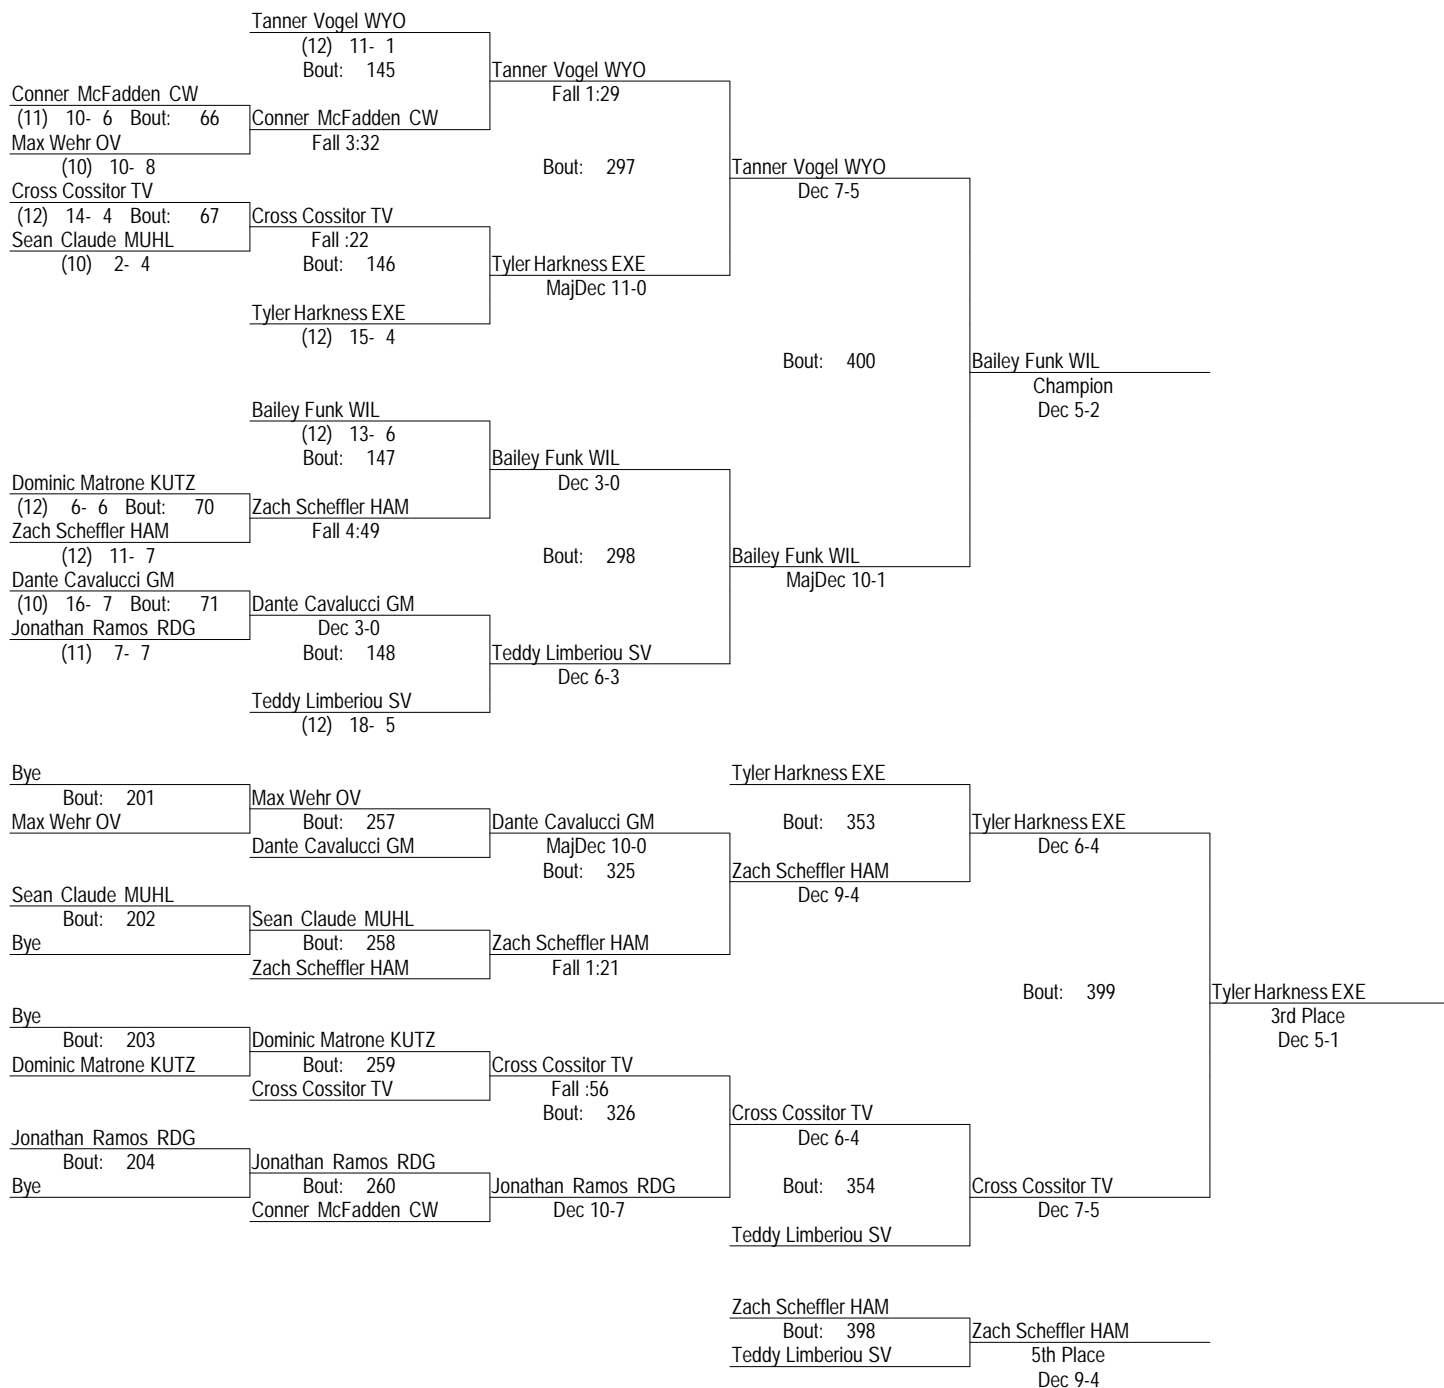 Tanner Vogel WYO
(12) 11- 1
Bout: 145
Tanner Vogel WYO
Fall 1:29
Conner McFadden CW
(11) 10- 6 Bout: 66
Conner McFadden CW
Fall 3:32
Max Wehr OV
(10) 10- 8
Bout: 297
Tanner Vogel WYO
Dec 7-5
Cross Cossitor TV
(12) 14- 4 Bout: 67
Cross Cossitor TV
Fall :22
Sean Claude MUHL
(10) 2- 4
Bout: 146
Tyler Harkness EXE
MajDec 11-0
Tyler Harkness EXE
(12) 15- 4
Bout: 400
Bailey Funk WIL
Champion
Dec 5-2
Bailey Funk WIL
(12) 13- 6
Bout: 147
Bailey Funk WIL
Dec 3-0
Dominic Matrone KUTZ
(12) 6- 6 Bout: 70
Zach Scheffler HAM
Fall 4:49
Zach Scheffler HAM
(12) 11- 7
Bout: 298
Bailey Funk WIL
MajDec 10-1
Dante Cavalucci GM
(10) 16- 7 Bout: 71
Dante Cavalucci GM
Dec 3-0
Jonathan Ramos RDG
(11) 7- 7
Bout: 148
Teddy Limberiou SV
Dec 6-3
Teddy Limberiou SV
(12) 18- 5
Bye
Bout: 201
Max Wehr OV
Max Wehr OV
Bout: 257
Dante Cavalucci GM
Dante Cavalucci GM
MajDec 10-0
Bout: 325
Tyler Harkness EXE
Bout: 353
Tyler Harkness EXE
Dec 6-4
Zach Scheffler HAM
Dec 9-4
Sean Claude MUHL
Bout: 202
Bye
Sean Claude MUHL
Bout: 258
Zach Scheffler HAM
Zach Scheffler HAM
Fall 1:21
Bout: 399
Tyler Harkness EXE
3rd Place
Dec 5-1
Bye
Bout: 203
Dominic Matrone KUTZ
Dominic Matrone KUTZ
Bout: 259
Cross Cossitor TV
Cross Cossitor TV
Fall :56
Bout: 326
Cross Cossitor TV
Dec 6-4
Jonathan Ramos RDG
Bout: 204
Bye
Jonathan Ramos RDG
Bout: 260
Conner McFadden CW
Jonathan Ramos RDG
Dec 10-7
Bout: 354
Cross Cossitor TV
Dec 7-5
Teddy Limberiou SV
Zach Scheffler HAM
Bout: 398
Teddy Limberiou SV
Zach Scheffler HAM
5th Place
Dec 9-4